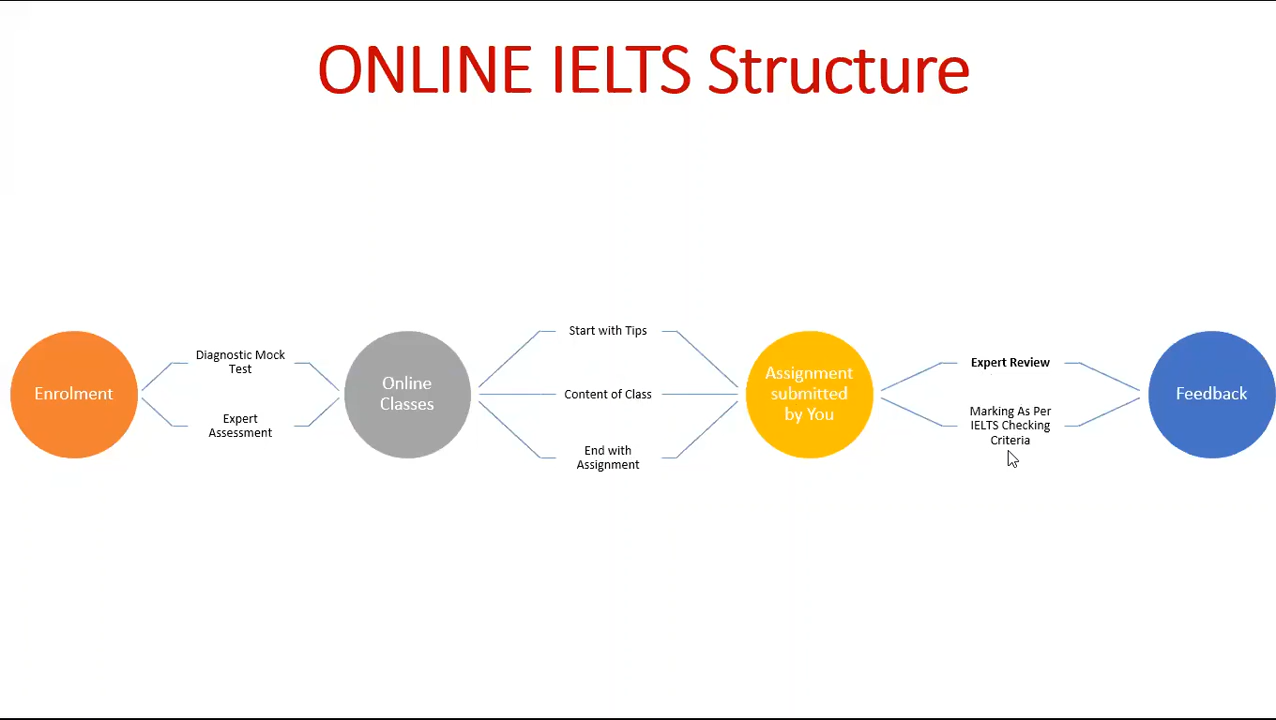 ONLINE IELTS Structure
Enrolment
Diagnostic Mock
Test
Expert
Assessment
Online
Classes
Start with Tips
Content of Class
End with
Assignment
Assignment
submitted
by You
Expert Review
Marking As Per
IELTS Checking
Criteria
Feedback